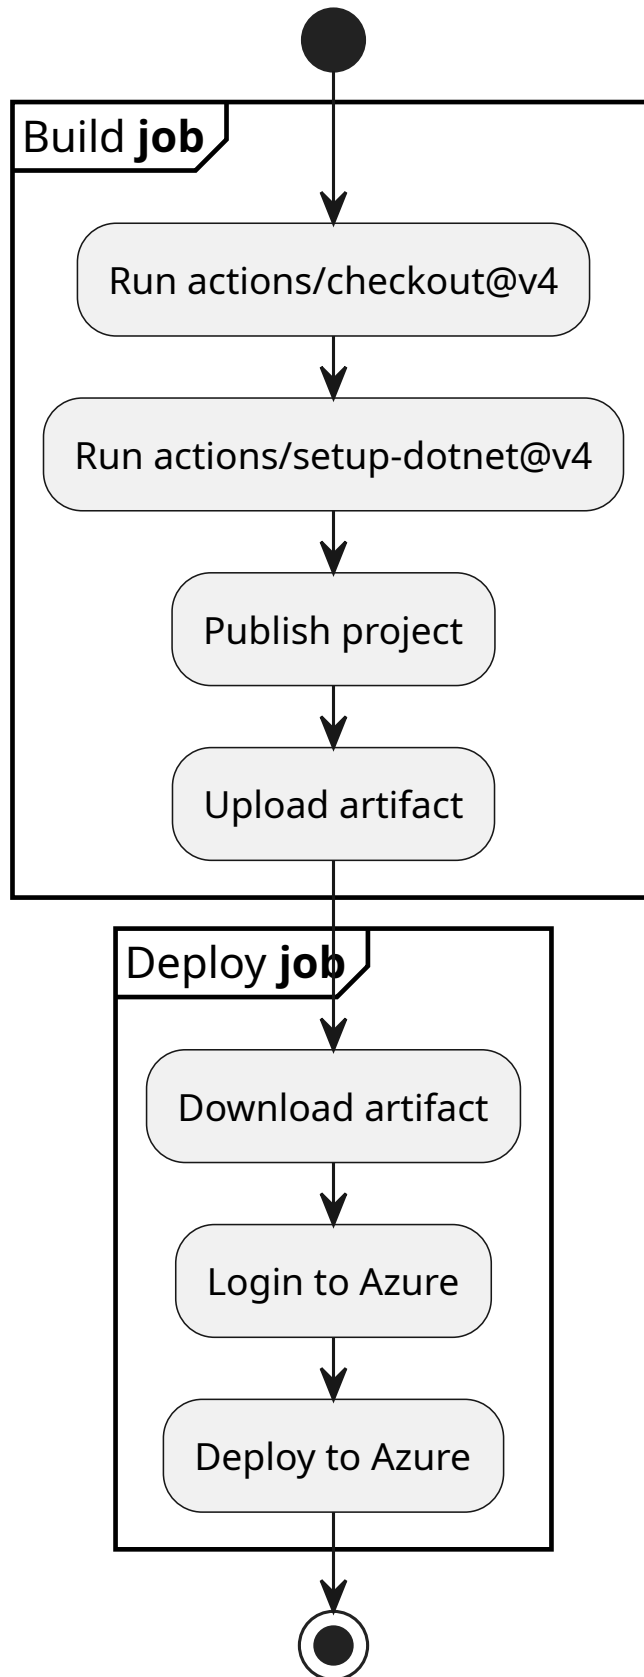 Build job
Run actions/checkout@v4
Run actions/setup-dotnet@v4
Publish project
Upload artifact
Deploy job
Download artifact
Login to Azure
Deploy to Azure